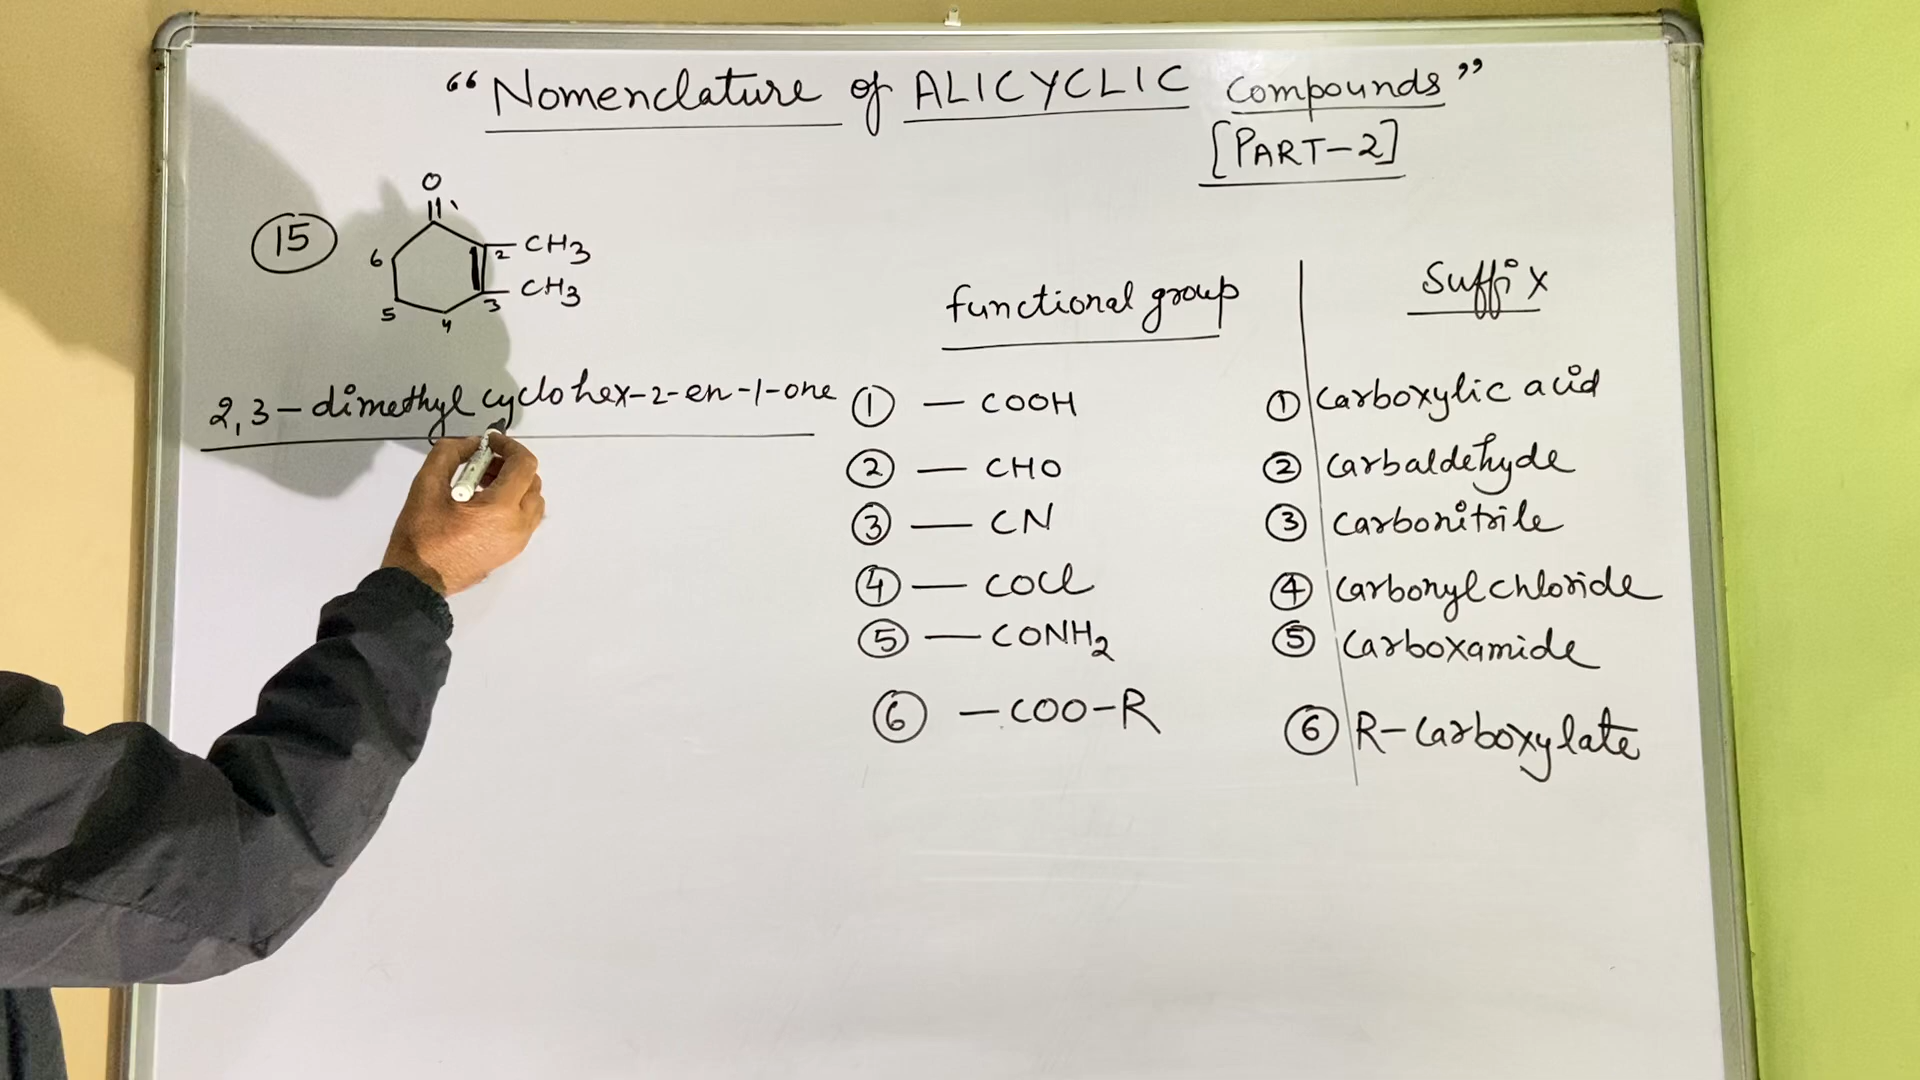 “Nomenclature of ALICYCLIC Compounds”
[PART-2]
15
O
6
2
CH3
3
CH3
5
4
2,3-dimethyl cyclohex-2-en-1-one
functional group
Suffix
1 — COOH
1 Carboxylic acid
2 — CHO
2 Carbaldehyde
3 — CN
3 Carbonitrile
4 — COCl
4 Carbonyl chloride
5 — CONH2
5 Carboxamide
6 — COO-R
6 R-Carboxylate